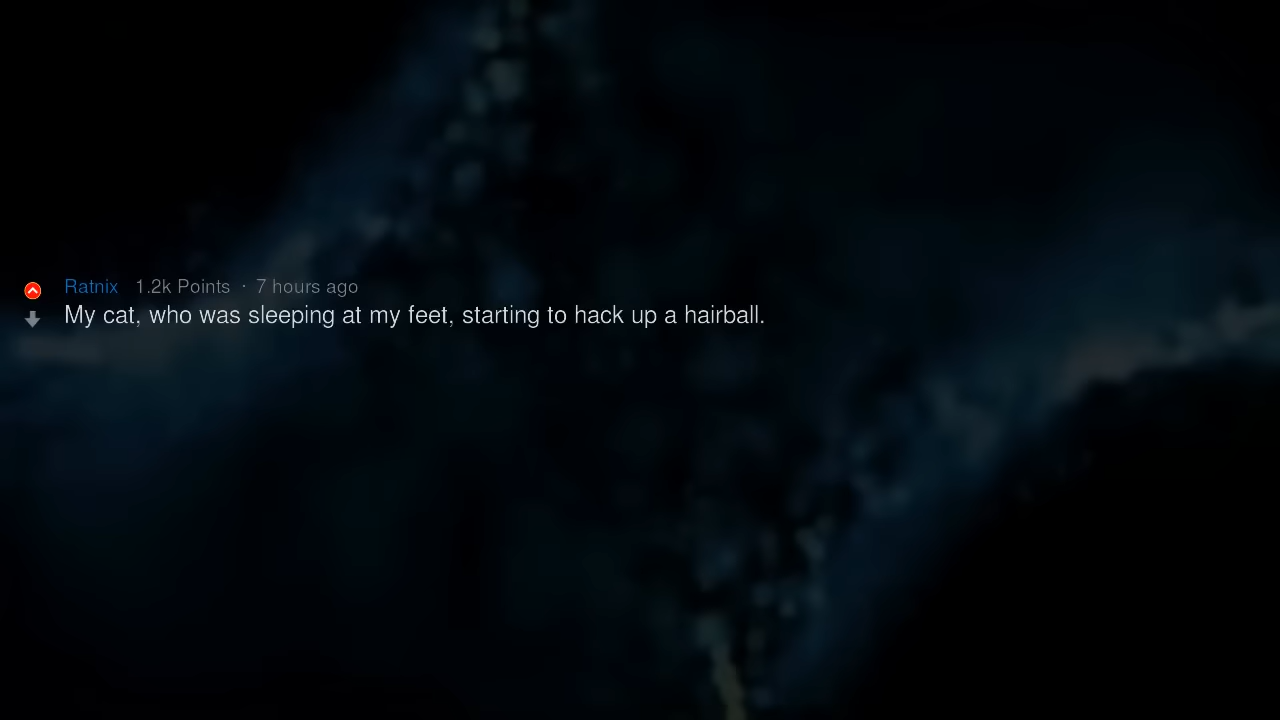 Ratnix 1.2k Points · 7 hours ago
My cat, who was sleeping at my feet, starting to hack up a hairball.